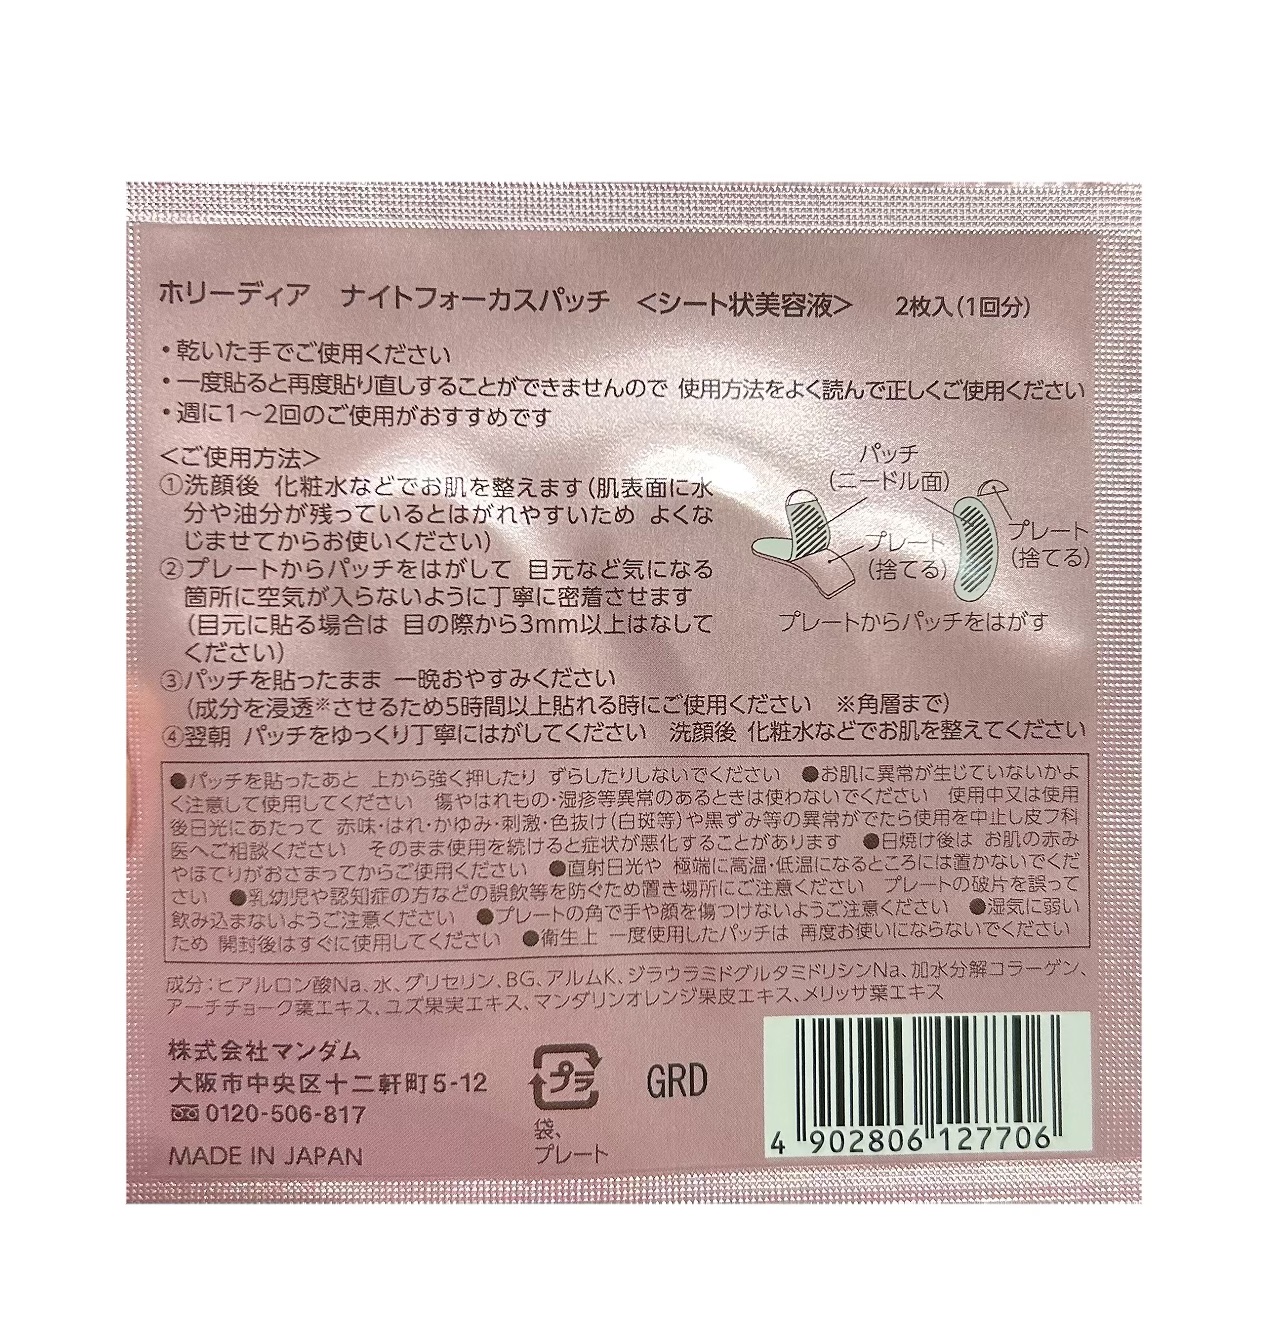 ホリーディア　ナイトフォーカスパッチ　＜シート状美容液＞　2枚入（1回分）
・乾いた手でご使用ください
・一度貼ると再度貼り直しすることができませんので 使用方法をよく読んで正しくご使用ください
・週に1～2回のご使用がおすすめです
＜ご使用方法＞
①洗顔後 化粧水などでお肌を整えます（肌表面に水
分や油分が残っているとはがれやすいため よくな
じませてからお使いください）
②プレートからパッチをはがして 目元など気になる
箇所に空気が入らないように丁寧に密着させます
（目元に貼る場合は 目の際から3mm以上はなして
ください）
③パッチを貼ったまま 一晩おやすみください
（成分を浸透※させるため5時間以上貼れる時にご使用ください　※角層まで）
④翌朝 パッチをゆっくり丁寧にはがしてください　洗顔後 化粧水などでお肌を整えてください
パッチ
（ニードル面）
プレート
（捨てる）
プレート
（捨てる）
プレートからパッチをはがす
●パッチを貼ったあと 上から強く押したり ずらしたりしないでください　●お肌に異常が生じていないかよ
く注意して使用してください　傷やはれもの・湿疹等異常のあるときは使わないでください　使用中又は使用
後日光にあたって 赤味・はれ・かゆみ・刺激・色抜け（白斑等）や黒ずみ等の異常がでたら使用を中止し皮フ科
医へご相談ください　そのまま使用を続けると症状が悪化することがあります　●日焼け後は お肌の赤み
やほてりがおさまってからご使用ください　●直射日光や 極端に高温・低温になるところには置かないでくだ
さい　●乳幼児や認知症の方などの誤飲等を防ぐため置き場所にご注意ください　プレートの破片を誤って
飲み込まないようご注意ください　●プレートの角で手や顔を傷つけないようご注意ください　●湿気に弱い
ため 開封後はすぐに使用してください　●衛生上 一度使用したパッチは 再度お使いにならないでください
成分：ヒアルロン酸Na、水、グリセリン、BG、アルムK、ジラウラミドグルタミドリシンNa、加水分解コラーゲン、
アーチチョーク葉エキス、ユズ果実エキス、マンダリンオレンジ果皮エキス、メリッサ葉エキス
株式会社マンダム
大阪市中央区十二軒町5-12
0120-506-817
MADE IN JAPAN
プラ
袋、
プレート
GRD
4 902806 127706